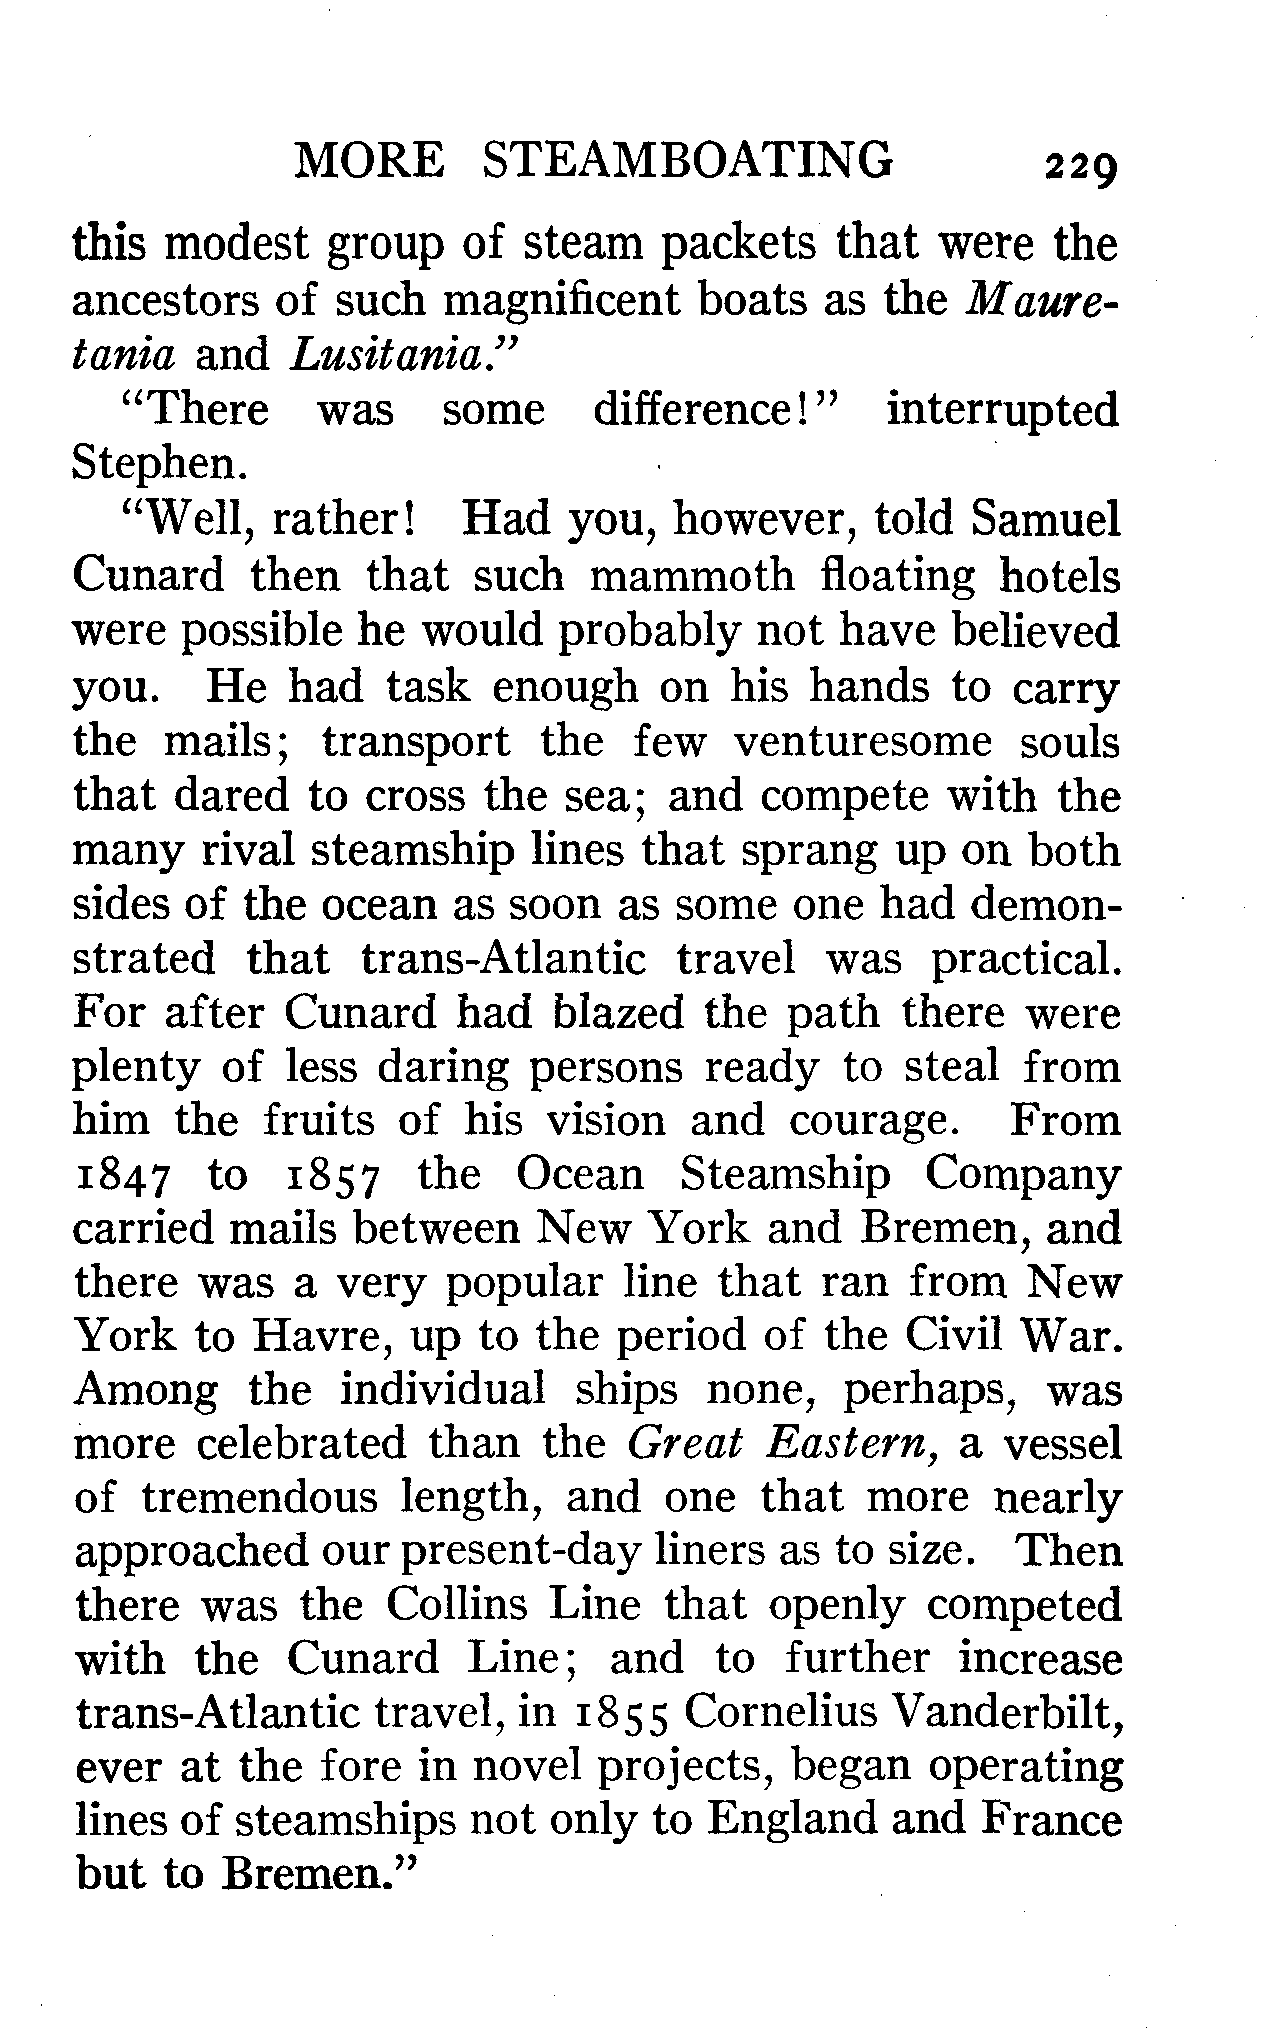 MORE STEAMBOATING 229
this modest group of steam packets that were the
ancestors of such magnificent boats as the Maure-
tania and Lusitania."
"There was some difference!" interrupted
Stephen.
"Well, rather! Had you, however, told Samuel
Cunard then that such mammoth floating hotels
were possible he would probably not have believed
you. He had task enough on his hands to carry
the mails; transport the few venturesome souls
that dared to cross the sea; and compete with the
many rival steamship lines that sprang up on both
sides of the ocean as soon as some one had demon-
strated that trans-Atlantic travel was practical.
For after Cunard had blazed the path there were
plenty of less daring persons ready to steal from
him the fruits of his vision and courage. From
1847 to 1857 the Ocean Steamship Company
carried mails between New York and Bremen, and
there was a very popular line that ran from New
York to Havre, up to the period of the Civil War.
Among the individual ships none, perhaps, was
more celebrated than the Great Eastern, a vessel
of tremendous length, and one that more nearly
approached our present-day liners as to size. Then
there was the Collins Line that openly competed
with the Cunard Line; and to further increase
trans-Atlantic travel, in 1855 Cornelius Vanderbilt,
ever at the fore in novel projects, began operating
lines of steamships not only to England and France
but to Bremen."